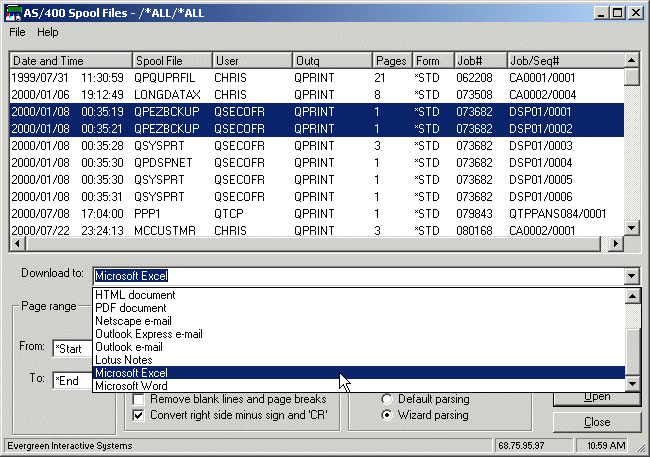 AS/400 Spool Files - /*ALL/*ALL
File Help
Date and Time Spool File User Outq Pages Form Job# Job/Seq#
1999/07/31 11:30:59 QPQUPRFIL CHRIS QPRINT 21 *STD 062208 CA0001/0001
2000/01/06 19:12:49 LONGDATAX CHRIS QPRINT 8 *STD 073508 CA0002/0004
2000/01/08 00:35:19 QPEZBCKUP QSECOFR QPRINT 1 *STD 073682 DSP01/0001
2000/01/08 00:35:21 QPEZBCKUP QSECOFR QPRINT 1 *STD 073682 DSP01/0002
2000/01/08 00:35:28 QSYSPRT QSECOFR QPRINT 3 *STD 073682 DSP01/0003
2000/01/08 00:35:30 QPDSPNET QSECOFR QPRINT 1 *STD 073682 DSP01/0004
2000/01/08 00:35:30 QSYSPRT QSECOFR QPRINT 1 *STD 073682 DSP01/0005
2000/01/08 00:35:31 QSYSPRT QSECOFR QPRINT 1 *STD 073682 DSP01/0006
2000/07/18 17:04:00 PPP1 QTCP QPRINT 1 *STD 079843 QTPPANS084/0001
2000/07/22 23:24:13 MCCUSTMR CHRIS QPRINT 3 *STD 080168 CA0002/0001
Download to: Microsoft Excel
HTML document
PDF document
Netscape e-mail
Outlook Express e-mail
Outlook e-mail
Lotus Notes
Microsoft Excel
Microsoft Word
Page range
From: *Start
To: *End
Remove blank lines and page breaks
Convert right side minus sign and 'CR'
Default parsing
Wizard parsing
Open
Close
Evergreen Interactive Systems 68.75.95.97 10:59 AM